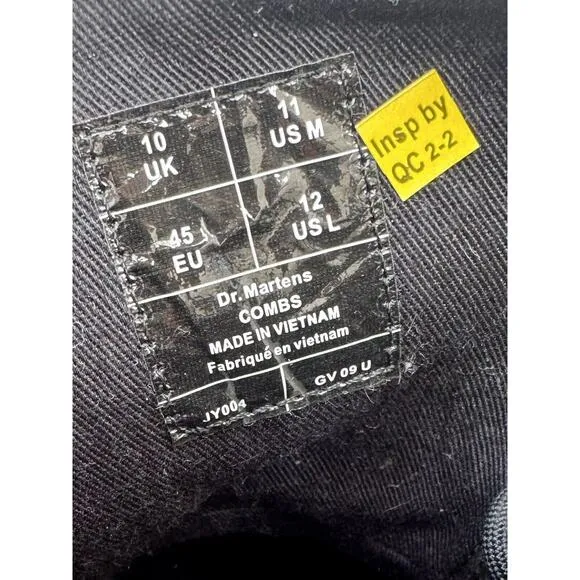 10
UK
11
US M
45
EU
12
US L
Dr. Martens
COMBS
MADE IN VIETNAM
Fabriqué en vietnam
JY004
GV 09 U
Insp by
QC 2-2